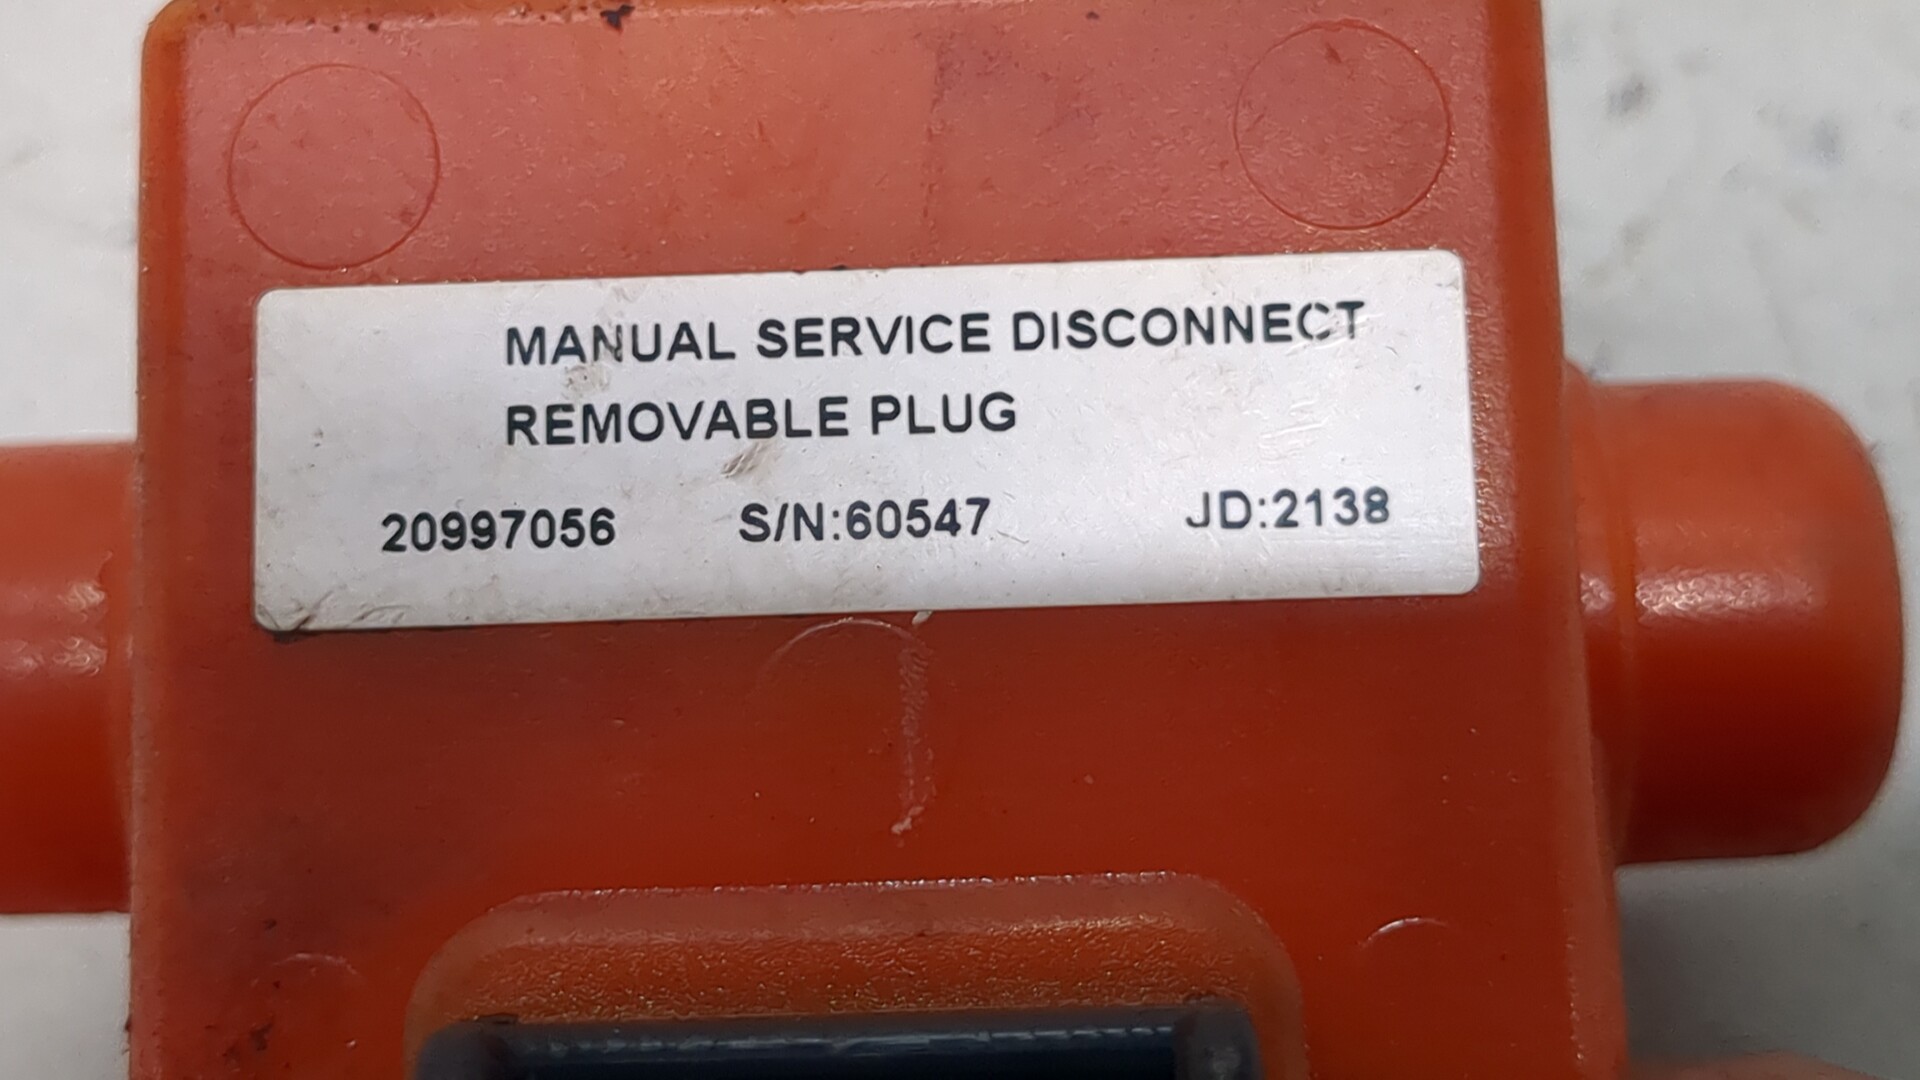 MANUAL SERVICE DISCONNECT
REMOVABLE PLUG
20997056 S/N:60547 JD:2138